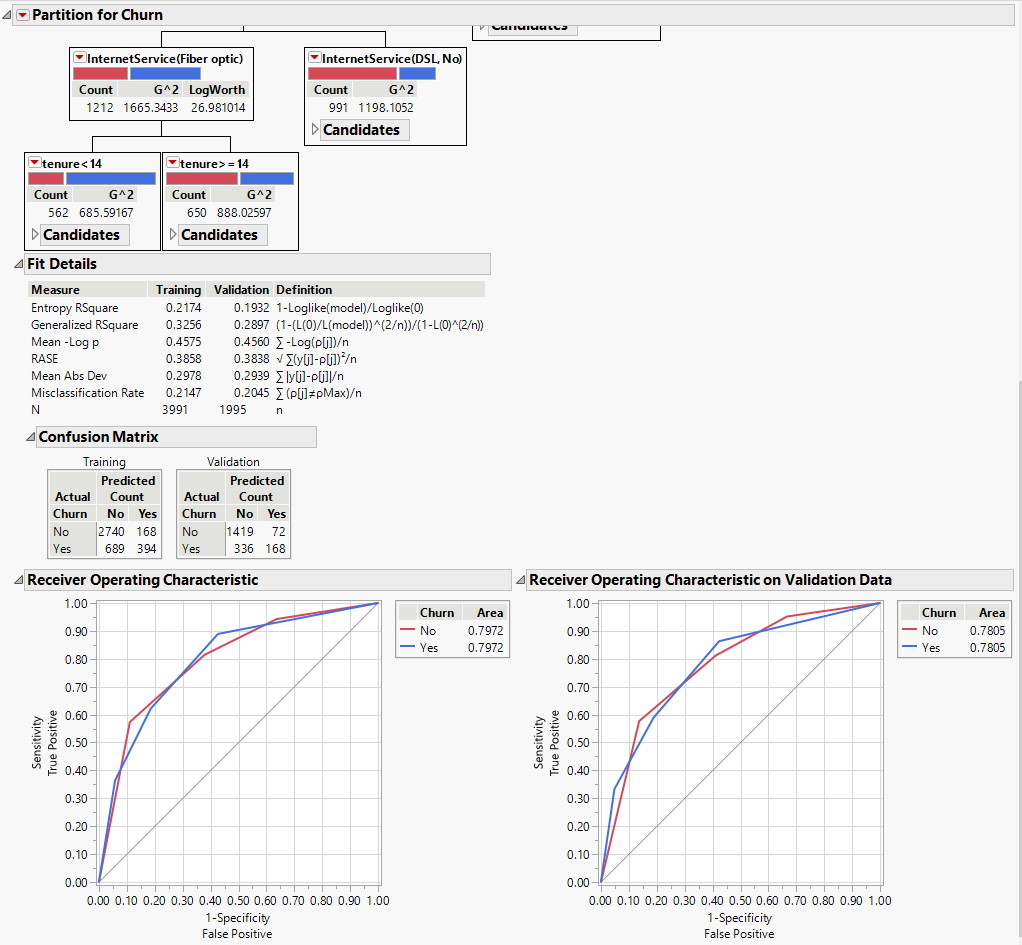 Partition for Churn
Candidates
InternetService(Fiber optic)
Count G^2 LogWorth
1212 1665.3433 26.981014
InternetService(DSL, No)
Count G^2
991 1198.1052
Candidates
tenure<14
Count G^2
562 685.59167
Candidates
tenure>=14
Count G^2
650 888.02597
Candidates
Fit Details
Measure Training Validation Definition
Entropy RSquare 0.2174 0.1932 1-Loglike(model)/Loglike(0)
Generalized RSquare 0.3256 0.2897 (1-(L(0)/L(model))^(2/n))/(1-L(0)^(2/n))
Mean -Log p 0.4575 0.4560 ∑ -Log(ρ[j])/n
RASE 0.3858 0.3838 √ ∑(y[j]-ρ[j])²/n
Mean Abs Dev 0.2978 0.2939 ∑ |y[j]-ρ[j]|/n
Misclassification Rate 0.2147 0.2045 ∑ (ρ[j]≠ρMax)/n
N 3991 1995 n
Confusion Matrix
Training
Predicted
Actual Count
Churn No Yes
No 2740 168
Yes 689 394
Validation
Predicted
Actual Count
Churn No Yes
No 1419 72
Yes 336 168
Receiver Operating Characteristic
1.00
0.90
0.80
0.70
0.60
0.50
0.40
0.30
0.20
0.10
0.00
Sensitivity
True Positive
0.00 0.10 0.20 0.30 0.40 0.50 0.60 0.70 0.80 0.90 1.00
1-Specificity
False Positive
Churn Area
No 0.7972
Yes 0.7972
Receiver Operating Characteristic on Validation Data
1.00
0.90
0.80
0.70
0.60
0.50
0.40
0.30
0.20
0.10
0.00
Sensitivity
True Positive
0.00 0.10 0.20 0.30 0.40 0.50 0.60 0.70 0.80 0.90 1.00
1-Specificity
False Positive
Churn Area
No 0.7805
Yes 0.7805